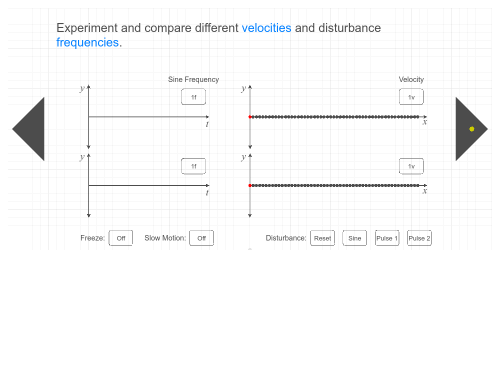 Experiment and compare different velocities and disturbance
frequencies.
Sine Frequency
Velocity
y
1f
t
y
1v
x
y
1f
t
y
1v
x
Freeze: Off Slow Motion: Off Disturbance: Reset Sine Pulse 1 Pulse 2